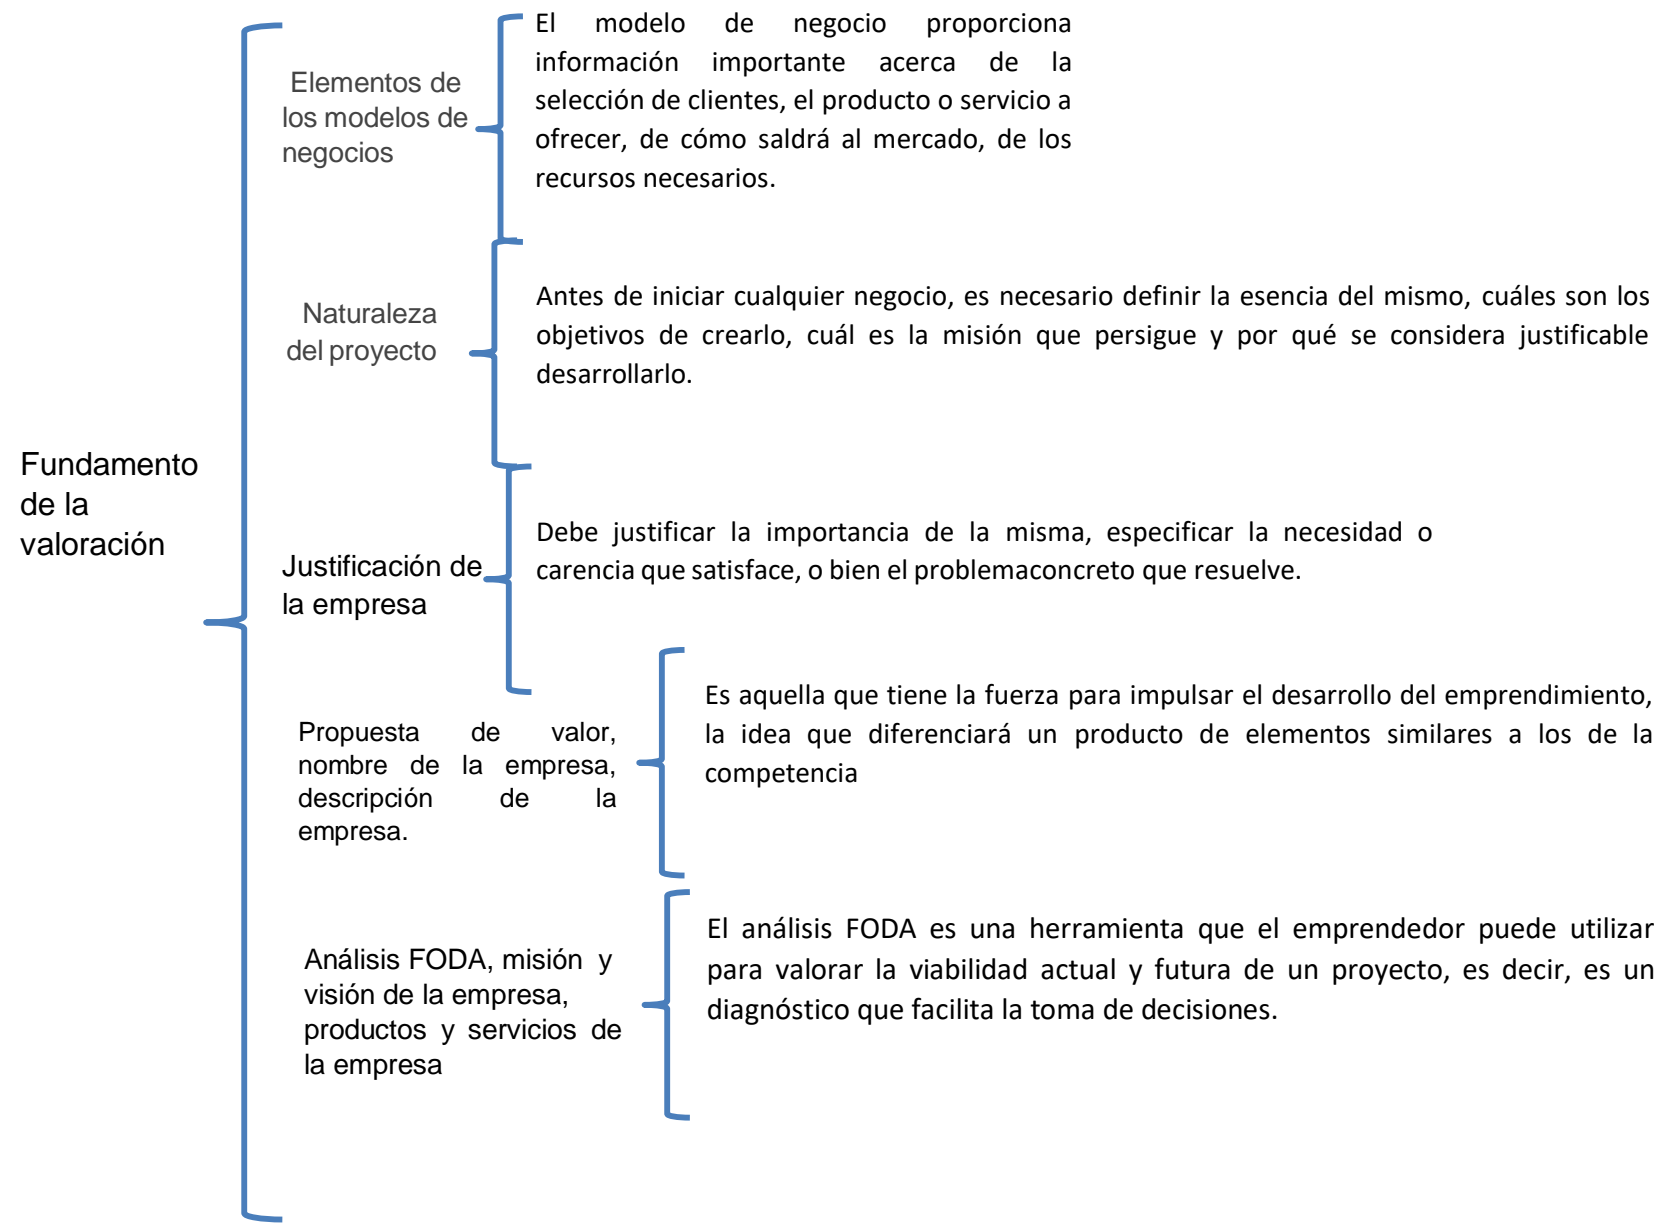 Fundamento
de la
valoración
Elementos de
los modelos de
negocios
El modelo de negocio proporciona
información importante acerca de la
selección de clientes, el producto o servicio a
ofrecer, de cómo saldrá al mercado, de los
recursos necesarios.
Naturaleza
del proyecto
Antes de iniciar cualquier negocio, es necesario definir la esencia del mismo, cuáles son los
objetivos de crearlo, cuál es la misión que persigue y por qué se considera justificable
desarrollarlo.
Justificación de
la empresa
Debe justificar la importancia de la misma, especificar la necesidad o
carencia que satisface, o bien el problemaconcreto que resuelve.
Propuesta de valor,
nombre de la empresa,
descripción de la
empresa.
Es aquella que tiene la fuerza para impulsar el desarrollo del emprendimiento,
la idea que diferenciará un producto de elementos similares a los de la
competencia
Análisis FODA, misión y
visión de la empresa,
productos y servicios de
la empresa
El análisis FODA es una herramienta que el emprendedor puede utilizar
para valorar la viabilidad actual y futura de un proyecto, es decir, es un
diagnóstico que facilita la toma de decisiones.